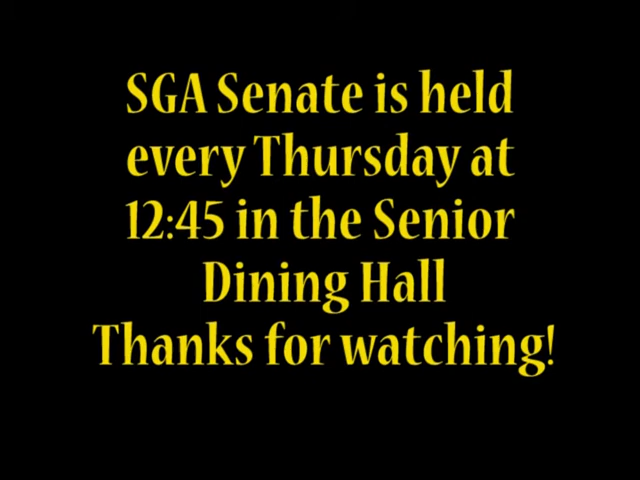 SGA Senate is held
every Thursday at
12:45 in the Senior
Dining Hall
Thanks for watching!